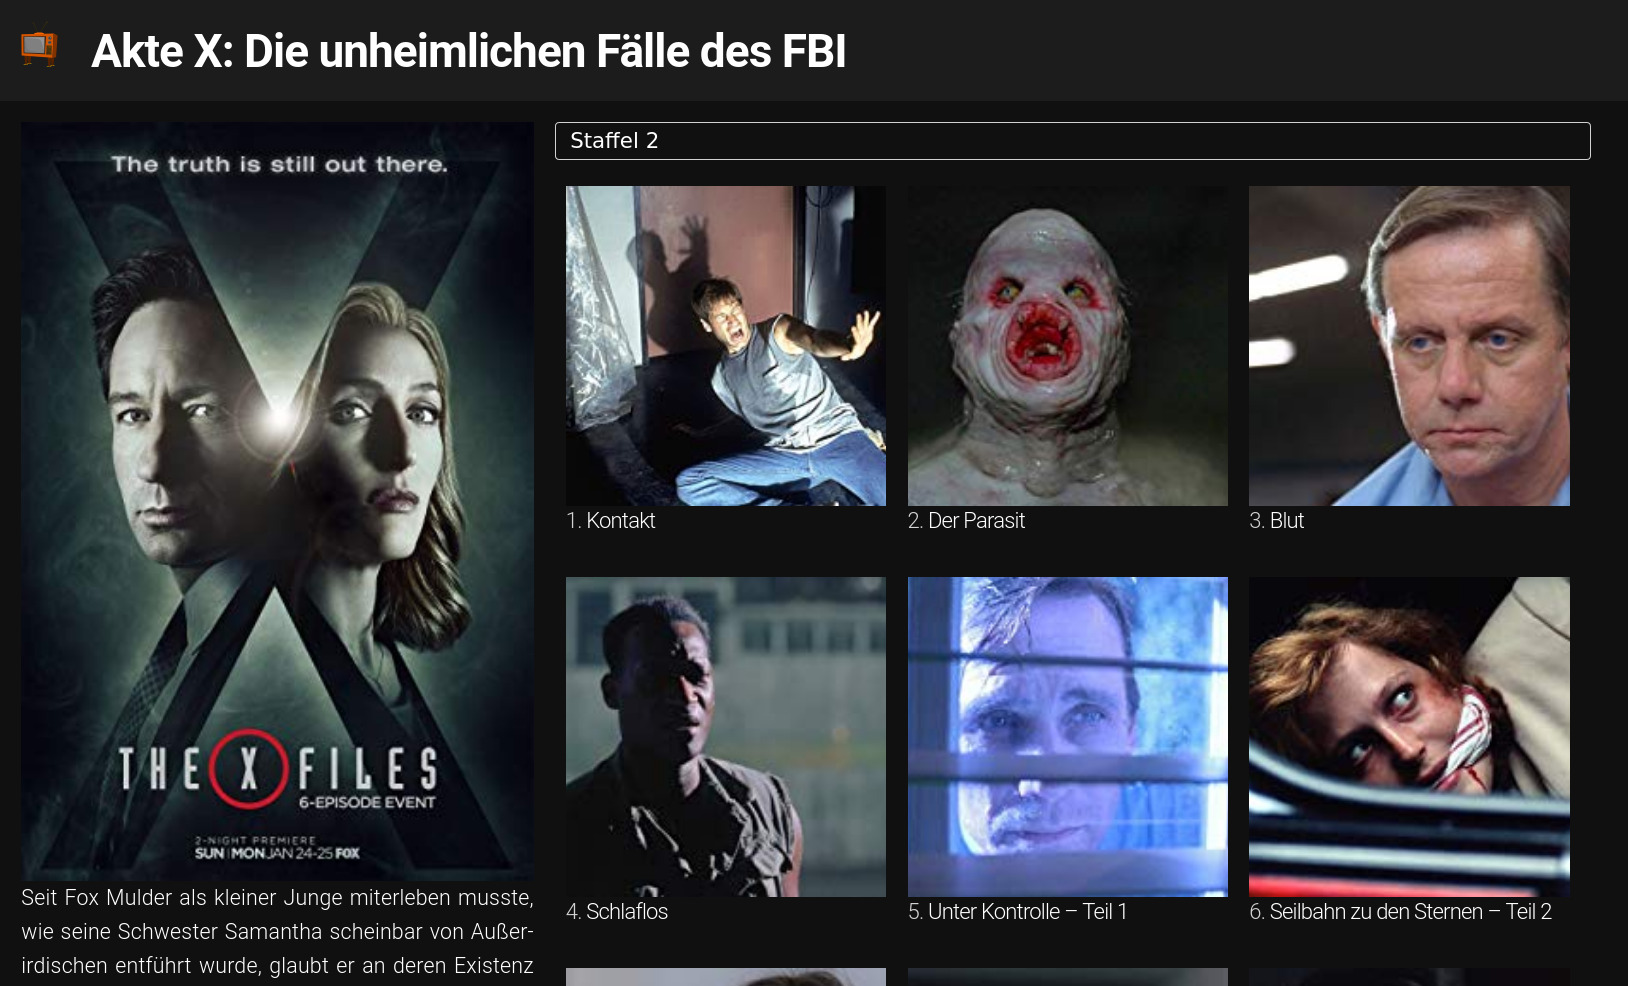 Akte X: Die unheimlichen Fälle des FBI
The truth is still out there.
THE X FILES
6-EPISODE EVENT
2-NIGHT PREMIERE
SUN | MON JAN 24-25 FOX
Seit Fox Mulder als kleiner Junge miterleben musste,
wie seine Schwester Samantha scheinbar von Außer-
irdischen entführt wurde, glaubt er an deren Existenz
Staffel 2
1. Kontakt
2. Der Parasit
3. Blut
4. Schlaflos
5. Unter Kontrolle – Teil 1
6. Seilbahn zu den Sternen – Teil 2